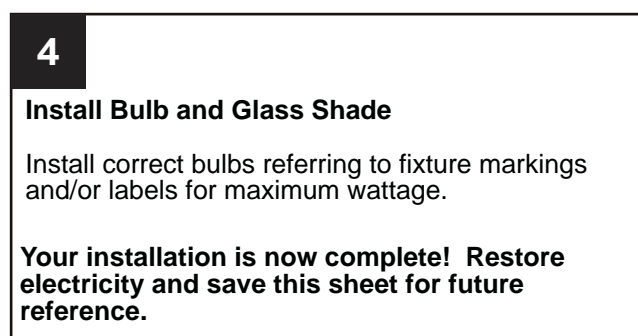 4
Install Bulb and Glass Shade
Install correct bulbs referring to fixture markings
and/or labels for maximum wattage.
Your installation is now complete!  Restore
electricity and save this sheet for future
reference.